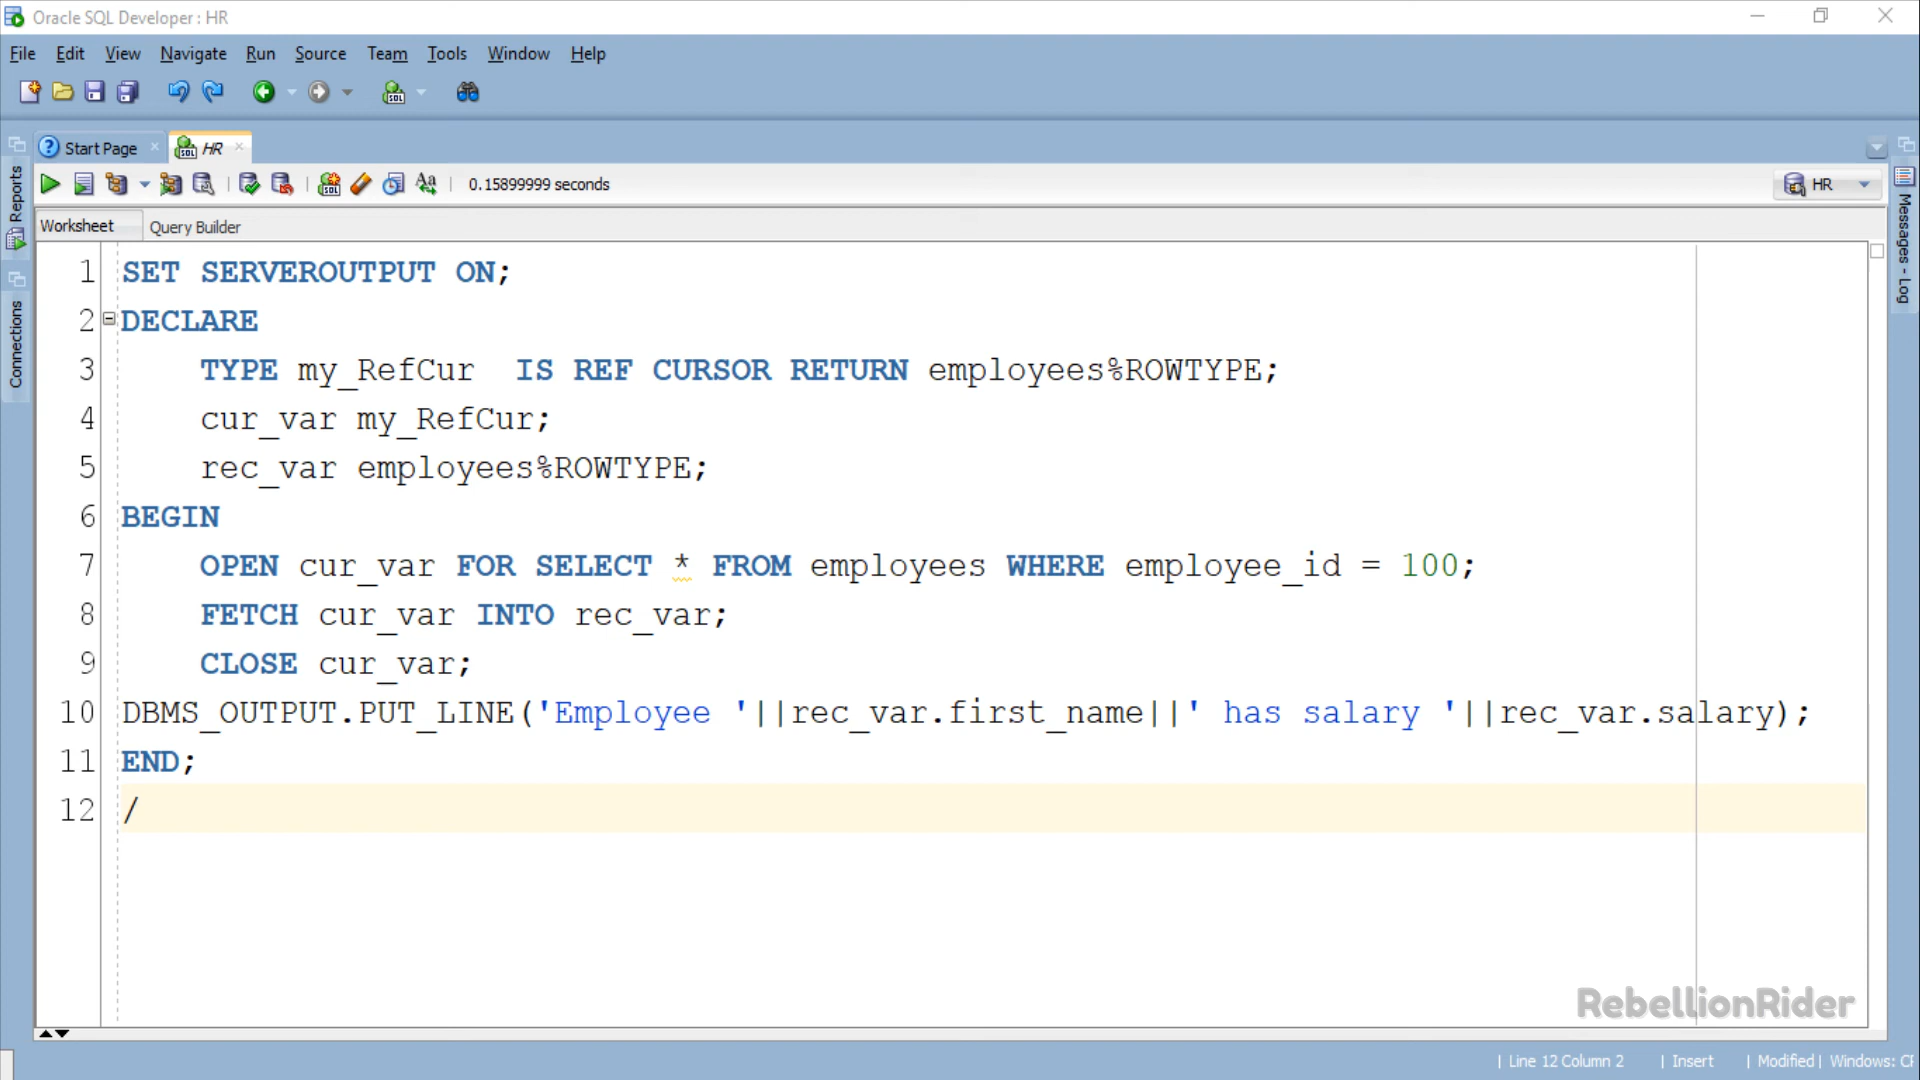 Oracle SQL Developer : HR
File Edit View Navigate Run Source Team Tools Window Help
Start Page HR
0.15899999 seconds
HR
Worksheet Query Builder
Reports
Connections
Messages - Log
1 SET SERVEROUTPUT ON;
2 DECLARE
3 TYPE my_RefCur IS REF CURSOR RETURN employees%ROWTYPE;
4 cur_var my_RefCur;
5 rec_var employees%ROWTYPE;
6 BEGIN
7 OPEN cur_var FOR SELECT * FROM employees WHERE employee_id = 100;
8 FETCH cur_var INTO rec_var;
9 CLOSE cur_var;
10 DBMS_OUTPUT.PUT_LINE('Employee '||rec_var.first_name||' has salary '||rec_var.salary);
11 END;
12 /
RebellionRider
| Line 12 Column 2 | Insert | Modified | Windows: CF